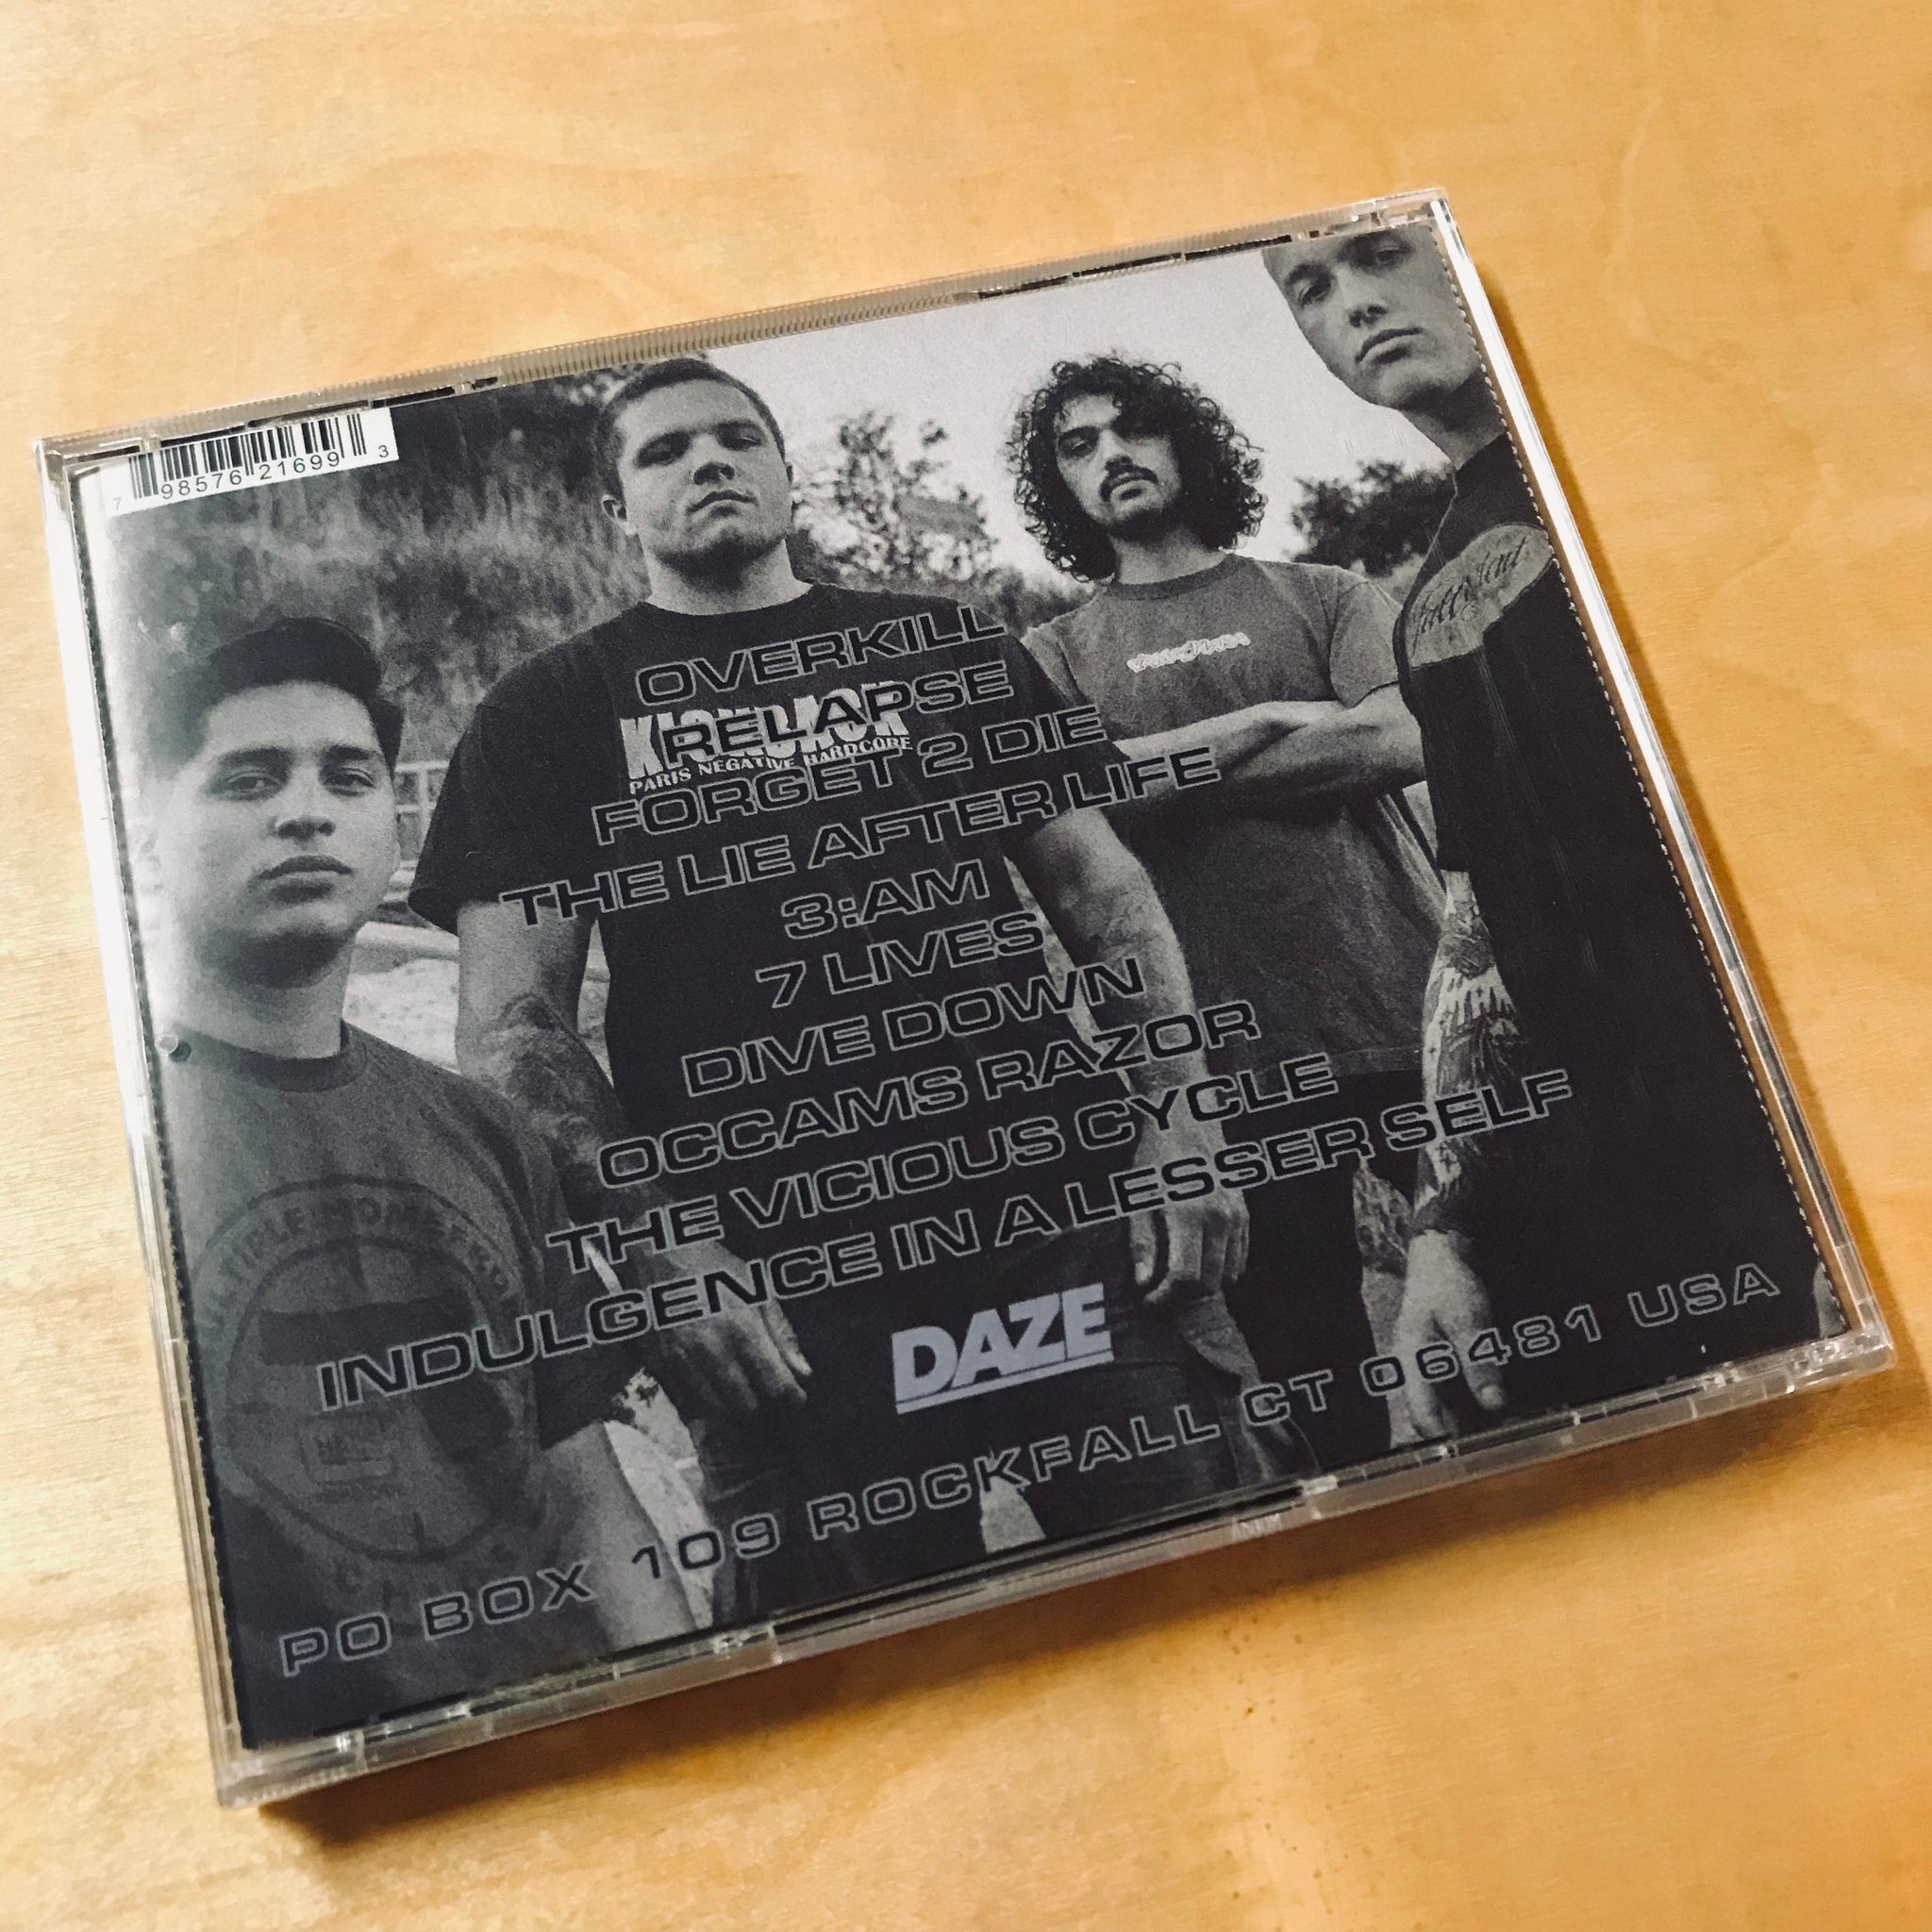 7 98576 21699 3
OVERKILL
RELAPSE
PARIS NEGATIVE HARDCORE
FORGET 2 DIE
THE LIE AFTER LIFE
3:AM
7 LIVES
DIVE DOWN
OCCAMS RAZOR
THE VICIOUS CYCLE
INDULGENCE IN A LESSER SELF
DAZE
PO BOX 109 ROCKFALL CT 06481 USA